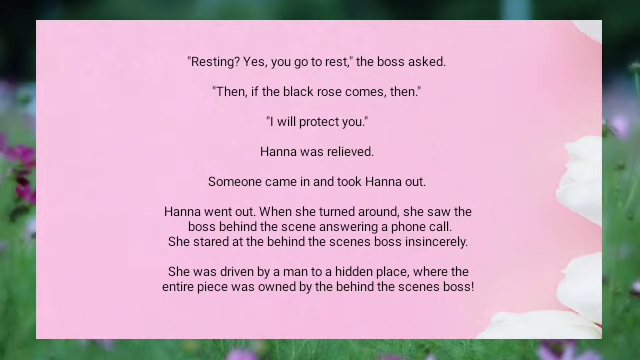 "Resting? Yes, you go to rest," the boss asked.
"Then, if the black rose comes, then."
"I will protect you."
Hanna was relieved.
Someone came in and took Hanna out.
Hanna went out. When she turned around, she saw the
boss behind the scene answering a phone call.
She stared at the behind the scenes boss insincerely.
She was driven by a man to a hidden place, where the
entire piece was owned by the behind the scenes boss!